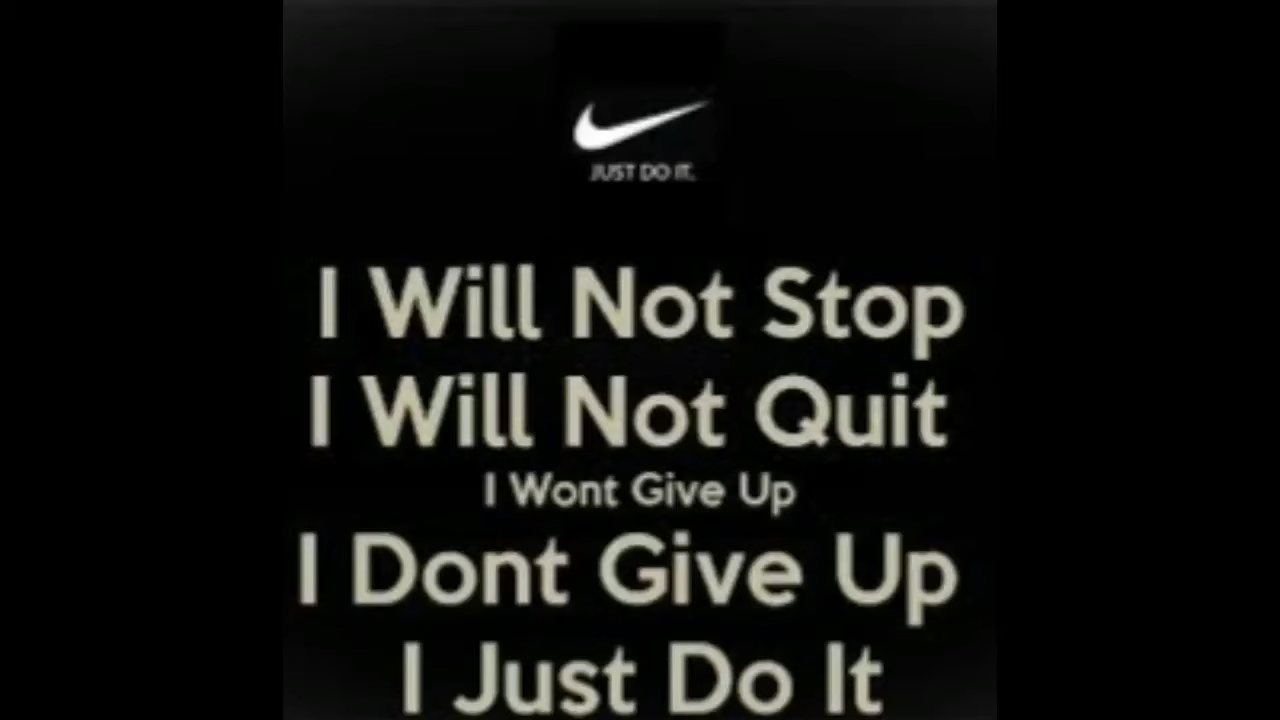 JUST DO IT.
I Will Not Stop
I Will Not Quit
I Wont Give Up
I Dont Give Up
I Just Do It